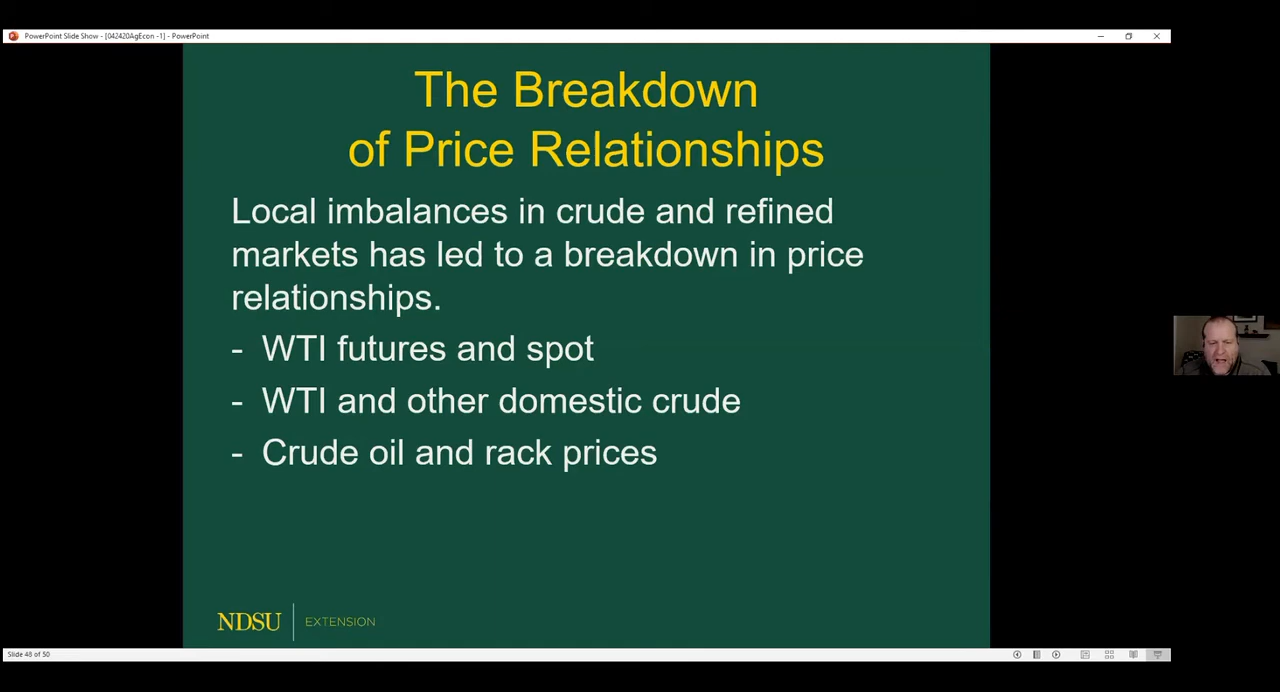 PowerPoint Slide Show - [042420AgEcon -1] - PowerPoint
The Breakdown
of Price Relationships
Local imbalances in crude and refined
markets has led to a breakdown in price
relationships.
- WTI futures and spot
- WTI and other domestic crude
- Crude oil and rack prices
NDSU EXTENSION
Slide 48 of 50